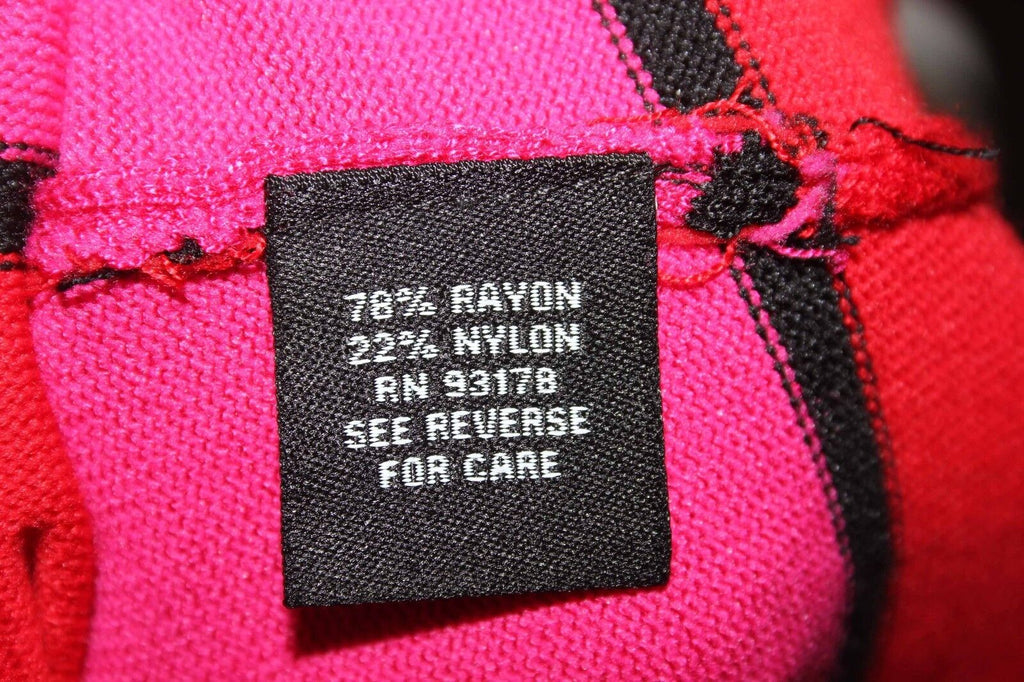 78% RAYON
22% NYLON
RN 93178
SEE REVERSE
FOR CARE